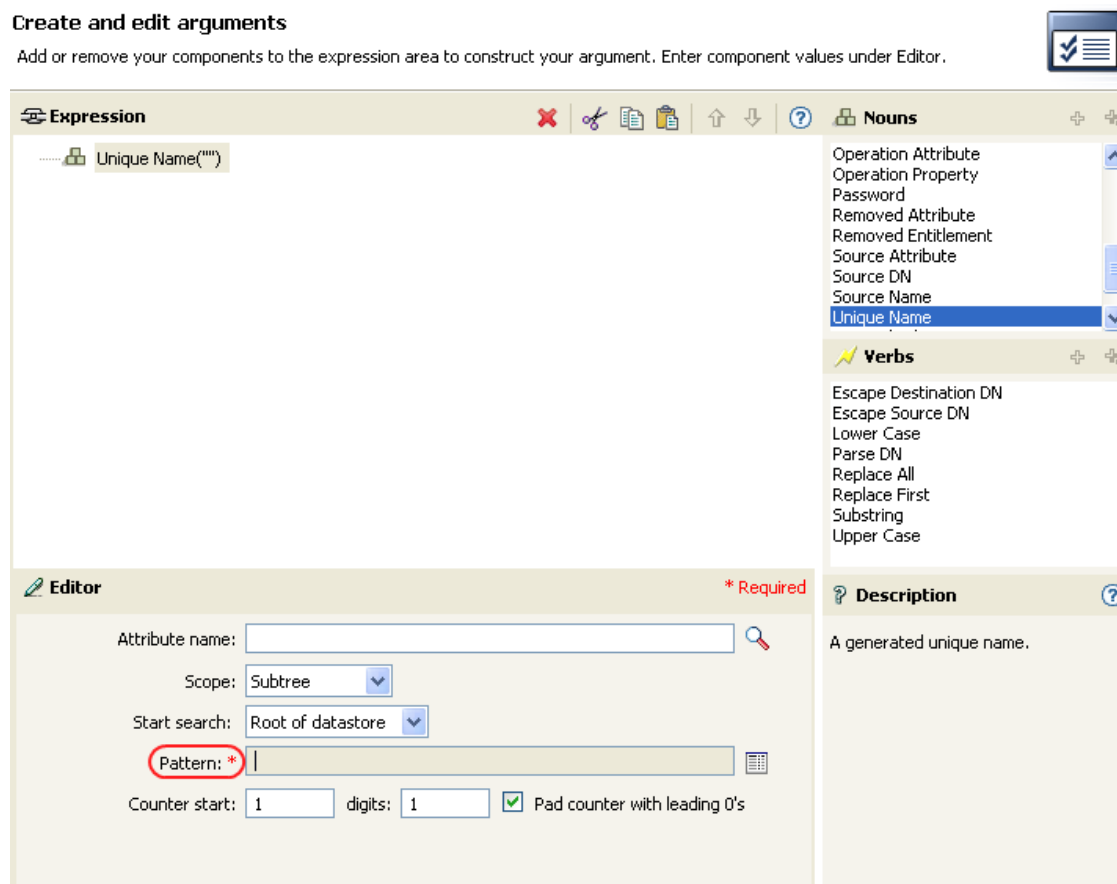 Create and edit arguments
Add or remove your components to the expression area to construct your argument. Enter component values under Editor.
Expression
Unique Name("")
Nouns
Operation Attribute
Operation Property
Password
Removed Attribute
Removed Entitlement
Source Attribute
Source DN
Source Name
Unique Name
Verbs
Escape Destination DN
Escape Source DN
Lower Case
Parse DN
Replace All
Replace First
Substring
Upper Case
Editor
* Required
Attribute name:
Scope: Subtree
Start search: Root of datastore
Pattern: *
Counter start: 1 digits: 1 Pad counter with leading 0's
Description
A generated unique name.